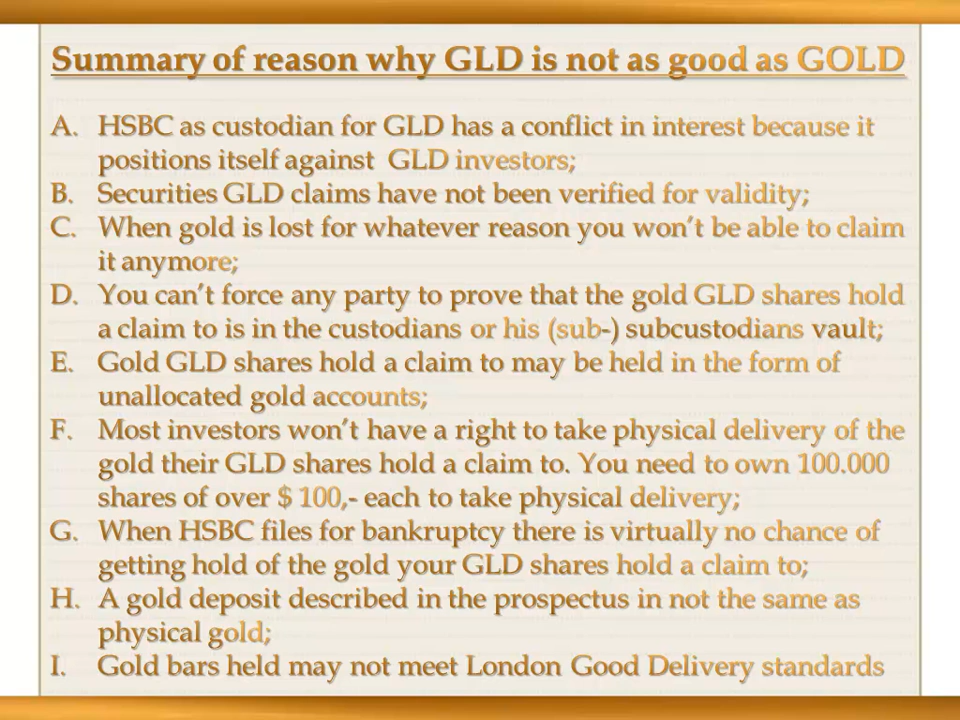 Summary of reason why GLD is not as good as GOLD
A. HSBC as custodian for GLD has a conflict in interest because it
positions itself against GLD investors;
B. Securities GLD claims have not been verified for validity;
C. When gold is lost for whatever reason you won't be able to claim
it anymore;
D. You can't force any party to prove that the gold GLD shares hold
a claim to is in the custodians or his (sub-) subcustodians vault;
E. Gold GLD shares hold a claim to may be held in the form of
unallocated gold accounts;
F. Most investors won't have a right to take physical delivery of the
gold their GLD shares hold a claim to. You need to own 100.000
shares of over $ 100,- each to take physical delivery;
G. When HSBC files for bankruptcy there is virtually no chance of
getting hold of the gold your GLD shares hold a claim to;
H. A gold deposit described in the prospectus in not the same as
physical gold;
I. Gold bars held may not meet London Good Delivery standards